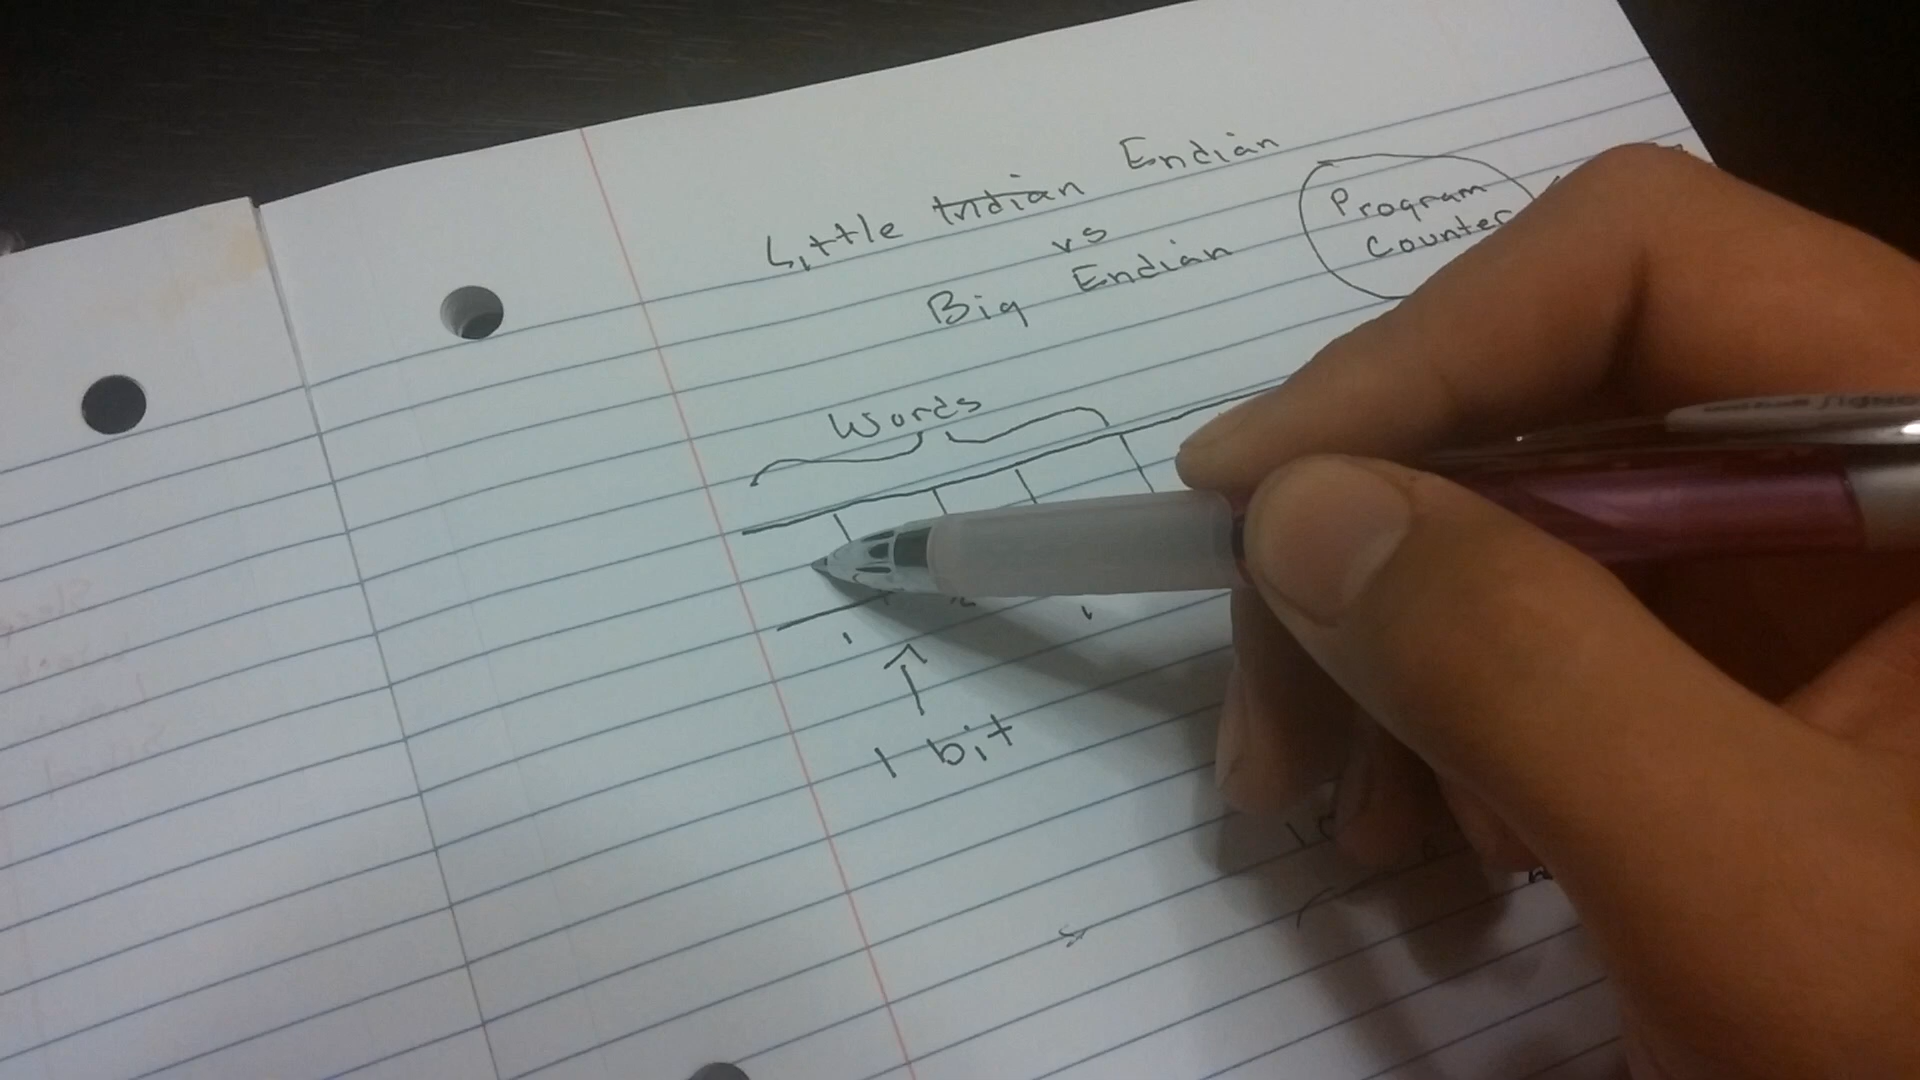 Little Indian Endian
vs
Big Endian
Program
Counter
Words
1 bit